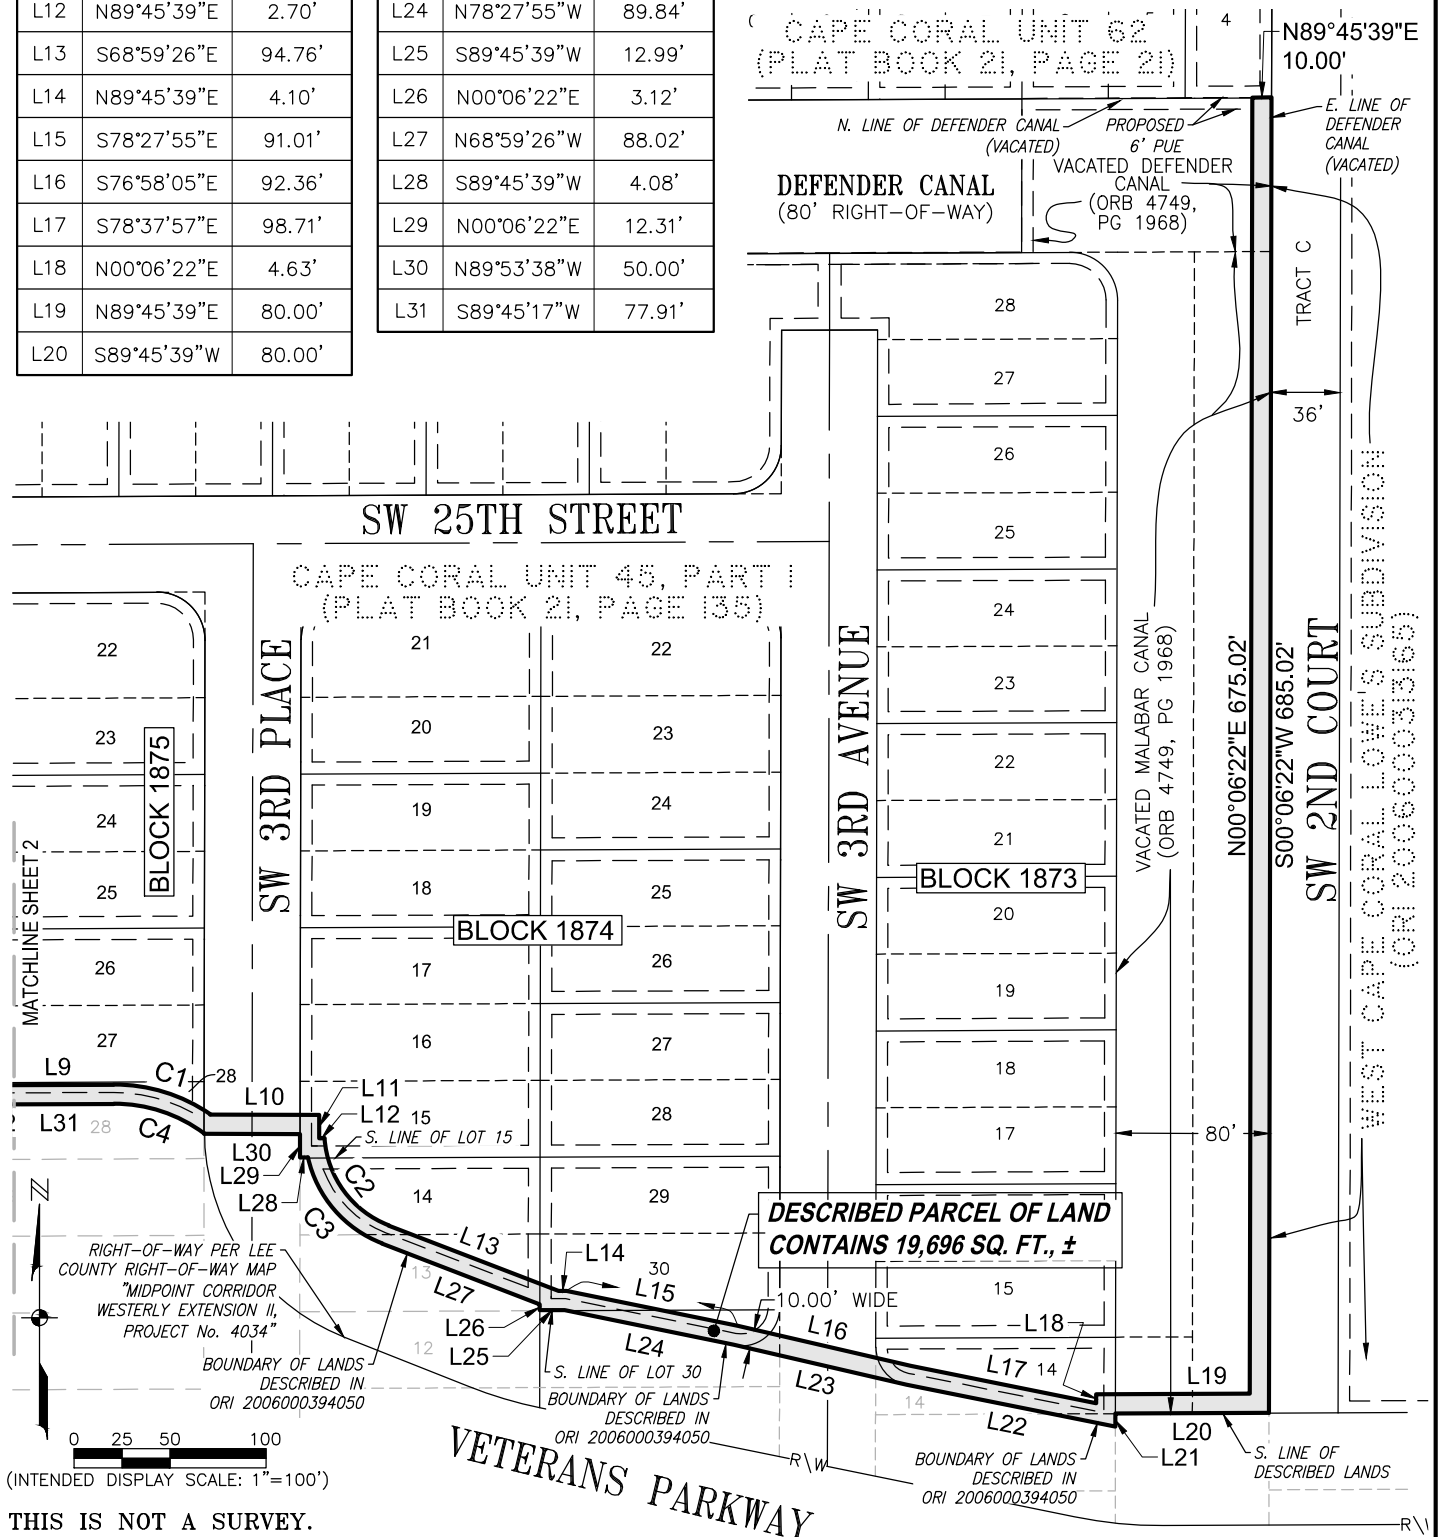 L12 N89°45'39"E 2.70'
L13 S68°59'26"E 94.76'
L14 N89°45'39"E 4.10'
L15 S78°27'55"E 91.01'
L16 S76°58'05"E 92.36'
L17 S78°37'57"E 98.71'
L18 N00°06'22"E 4.63'
L19 N89°45'39"E 80.00'
L20 S89°45'39"W 80.00'
L24 N78°27'55"W 89.84'
L25 S89°45'39"W 12.99'
L26 N00°06'22"E 3.12'
L27 N68°59'26"W 88.02'
L28 S89°45'39"W 4.08'
L29 N00°06'22"E 12.31'
L30 N89°53'38"W 50.00'
L31 S89°45'17"W 77.91'
CAPE CORAL UNIT 62
(PLAT BOOK 21, PAGE 21)
4
N89°45'39"E
10.00'
N. LINE OF DEFENDER CANAL
(VACATED)
PROPOSED
6' PUE
E. LINE OF
DEFENDER
CANAL
(VACATED)
DEFENDER CANAL
(80' RIGHT-OF-WAY)
VACATED DEFENDER
CANAL
(ORB 4749,
PG 1968)
TRACT C
36'
28
27
26
25
24
23
22
21
BLOCK 1873
20
19
18
17
15
14
14
SW 25TH STREET
CAPE CORAL UNIT 45, PART 1
(PLAT BOOK 21, PAGE 135)
22
23
24
25
26
27
28
28
BLOCK 1875
MATCHLINE SHEET 2
SW 3RD PLACE
21
20
19
18
17
16
15
14
13
12
BLOCK 1874
22
23
24
25
26
27
28
29
30
SW 3RD AVENUE
VACATED MALABAR CANAL
(ORB 4749, PG 1968)
N00°06'22"E 675.02'
S00°06'22"W 685.02'
SW 2ND COURT
WEST CAPE CORAL LOWE'S SUBDIVISION
(ORI 2006000313165)
80'
L9
C1
L10
L11
L12
S. LINE OF LOT 15
L31
C4
L30
L29
L28
C2
C3
L13
L27
L14
L15
L26
L25
L24
S. LINE OF LOT 30
10.00' WIDE
L16
L23
L17
L22
L18
L19
L20
L21
DESCRIBED PARCEL OF LAND
CONTAINS 19,696 SQ. FT., ±
N
RIGHT-OF-WAY PER LEE
COUNTY RIGHT-OF-WAY MAP
"MIDPOINT CORRIDOR
WESTERLY EXTENSION II,
PROJECT No. 4034"
BOUNDARY OF LANDS
DESCRIBED IN
ORI 2006000394050
BOUNDARY OF LANDS
DESCRIBED IN
ORI 2006000394050
BOUNDARY OF LANDS
DESCRIBED IN
ORI 2006000394050
S. LINE OF
DESCRIBED LANDS
VETERANS PARKWAY
R\W
0 25 50 100
(INTENDED DISPLAY SCALE: 1"=100')
THIS IS NOT A SURVEY.